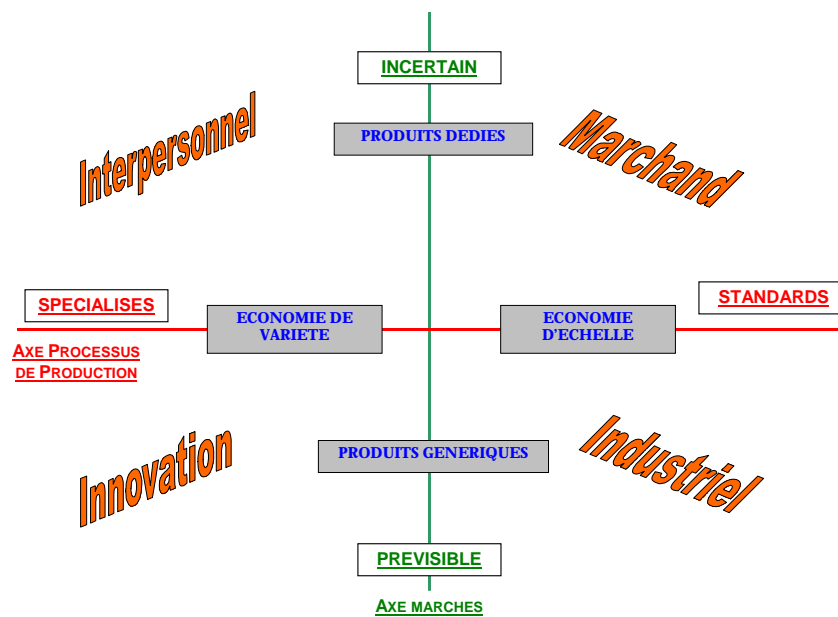 INCERTAIN
Interpersonnel
PRODUITS DEDIES
Marchand
SPECIALISES
STANDARDS
ECONOMIE DE
VARIETE
ECONOMIE
D'ECHELLE
AXE PROCESSUS
DE PRODUCTION
Innovation
PRODUITS GENERIQUES
Industriel
PREVISIBLE
AXE MARCHES